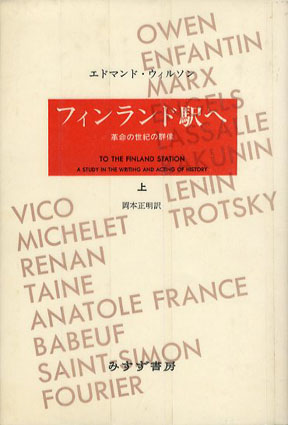 OWEN
ENFANTIN
MARX
エドマンド・ウィルソン
フィンランド駅へ
革命の世紀の群像
TO THE FINLAND STATION
A STUDY IN THE WRITING AND ACTING OF HISTORY
上
岡本正明訳
LENIN
TROTSKY
VICO
MICHELET
RENAN
TAINE
ANATOLE FRANCE
BABEUF
SAINT-SIMON
FOURIER
みすず書房